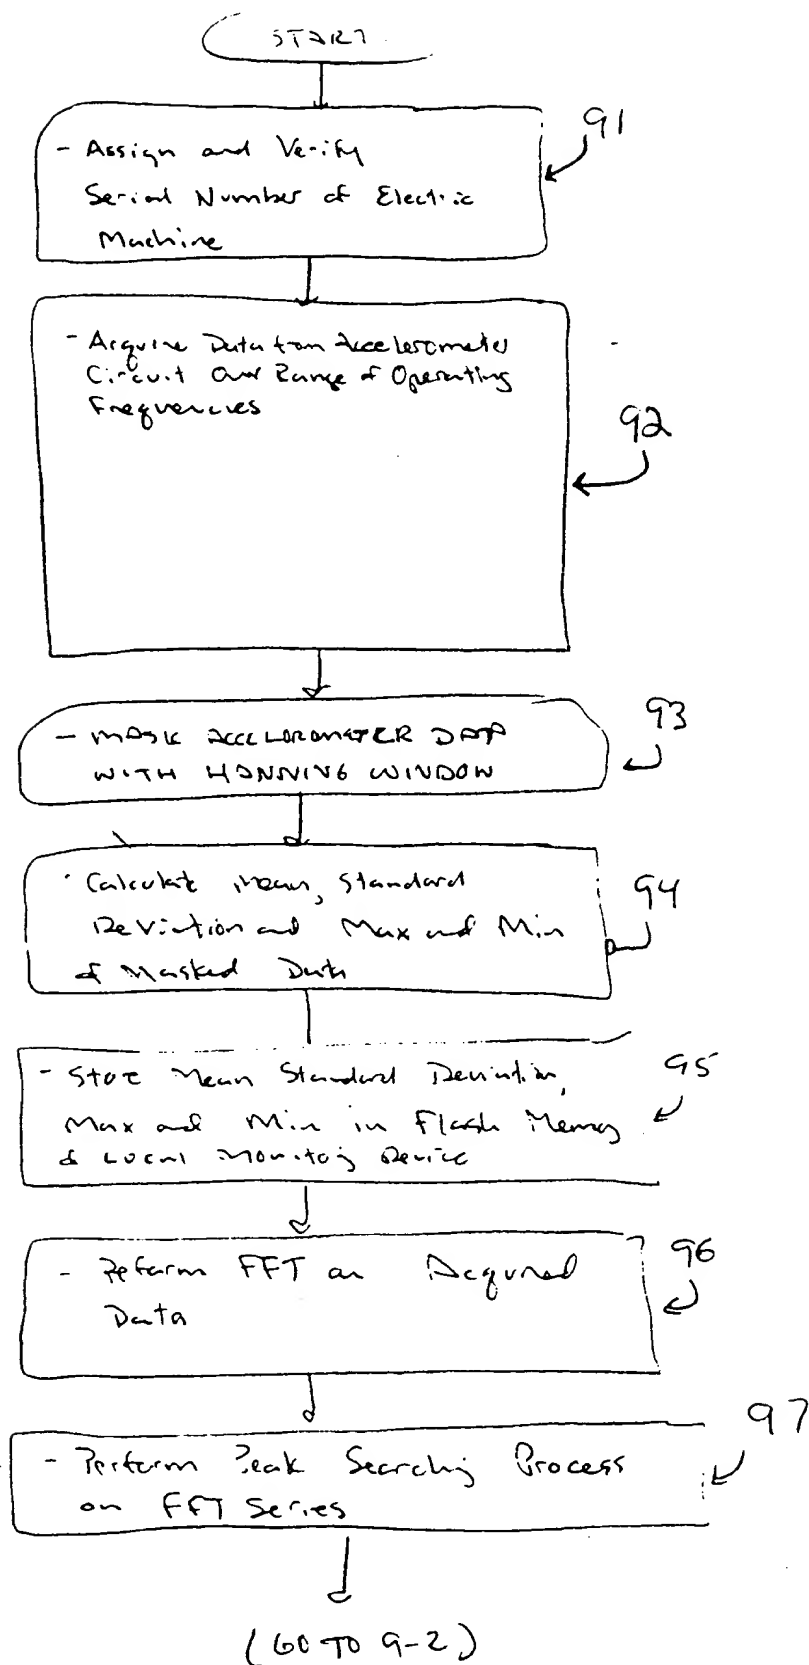 START
91
- Assign and Verify
Serial Number of Electric
Machine
- Acquire Data from Accelerometer
Circuit Over Range of Operating
Frequencies
92
93
- MASK ACCELEROMETER DATA
WITH HANNING WINDOW
- Calculate Mean, Standard
Deviation and Max and Min
of Masked Data
94
- Store Mean Standard Deviation,
Max and Min in Flash Memory
of Local Monitoring Device
95
- Perform FFT on Acquired
Data
96
- Perform Peak Searching Process
on FFT Series
97
(GO TO 9-2)